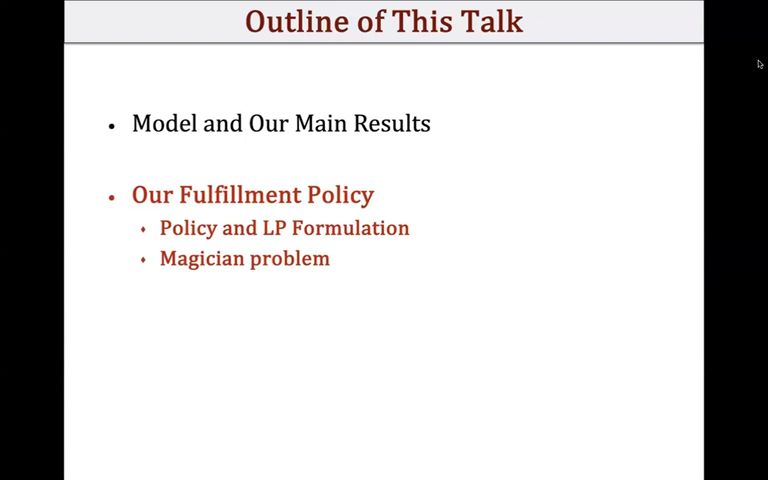 Outline of This Talk
• Model and Our Main Results
• Our Fulfillment Policy
♦ Policy and LP Formulation
♦ Magician problem